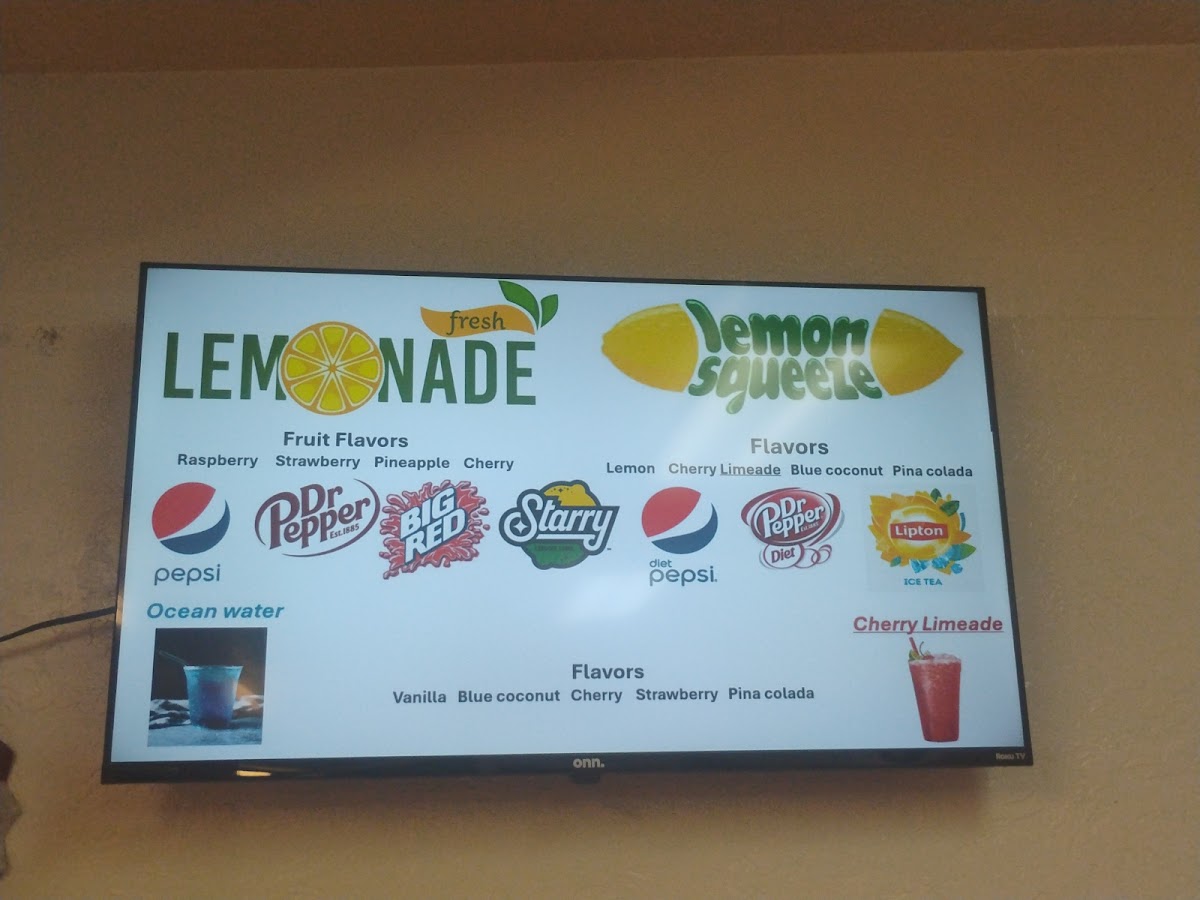 fresh
LEMONADE
lemon
squeeze
Fruit Flavors
Raspberry Strawberry Pineapple Cherry
Flavors
Lemon Cherry Limeade Blue coconut Pina colada
pepsi
Dr
Pepper
Est.1885
BIG
RED
Starry
diet
pepsi.
Dr
Pepper
Diet
Lipton
ICE TEA
Ocean water
Cherry Limeade
Flavors
Vanilla Blue coconut Cherry Strawberry Pina colada
onn.
Roku TV